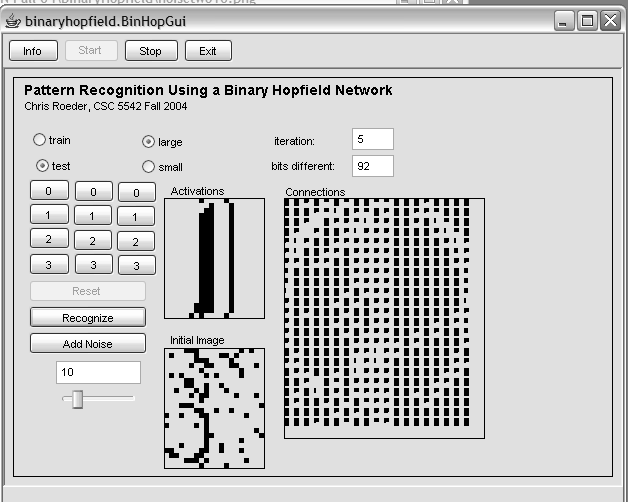 binaryhopfield.BinHopGui
Info Start Stop Exit
Pattern Recognition Using a Binary Hopfield Network
Chris Roeder, CSC 5542 Fall 2004
train large iteration: 5
test small bits different: 92
0 0 0 Activations Connections
1 1 1
2 2 2
3 3 3
Reset
Recognize
Add Noise Initial Image
10